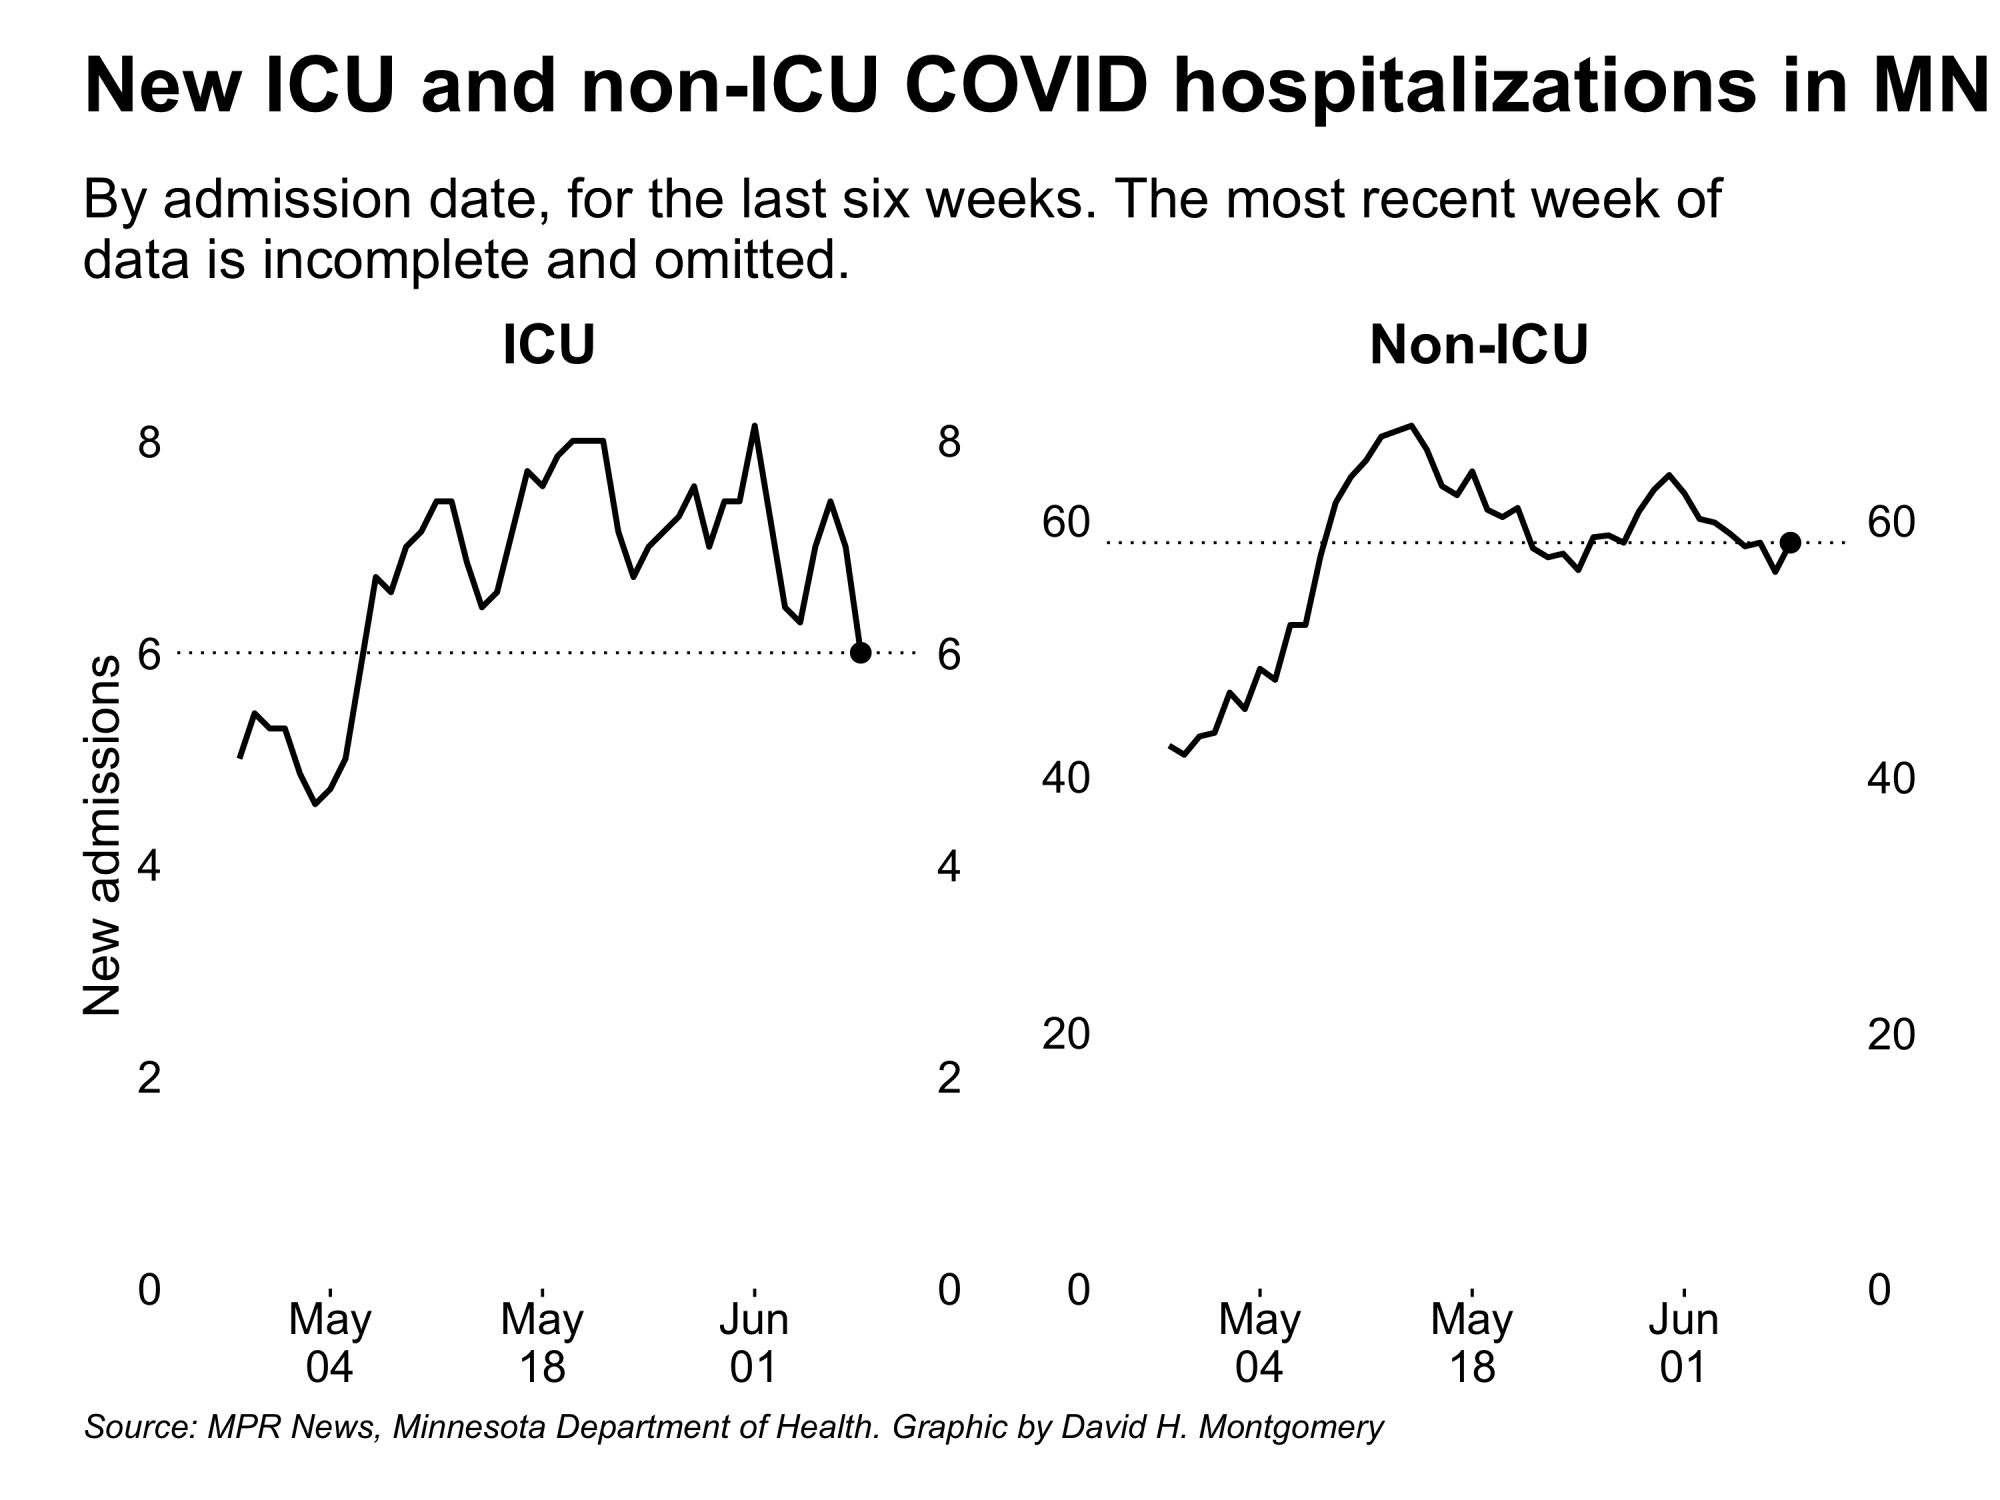 New ICU and non-ICU COVID hospitalizations in MN
By admission date, for the last six weeks. The most recent week of
data is incomplete and omitted.
ICU
New admissions
8
6
4
2
0
8
6
4
2
0
May
04
May
18
Jun
01
Non-ICU
60
40
20
0
60
40
20
0
May
04
May
18
Jun
01
Source: MPR News, Minnesota Department of Health. Graphic by David H. Montgomery